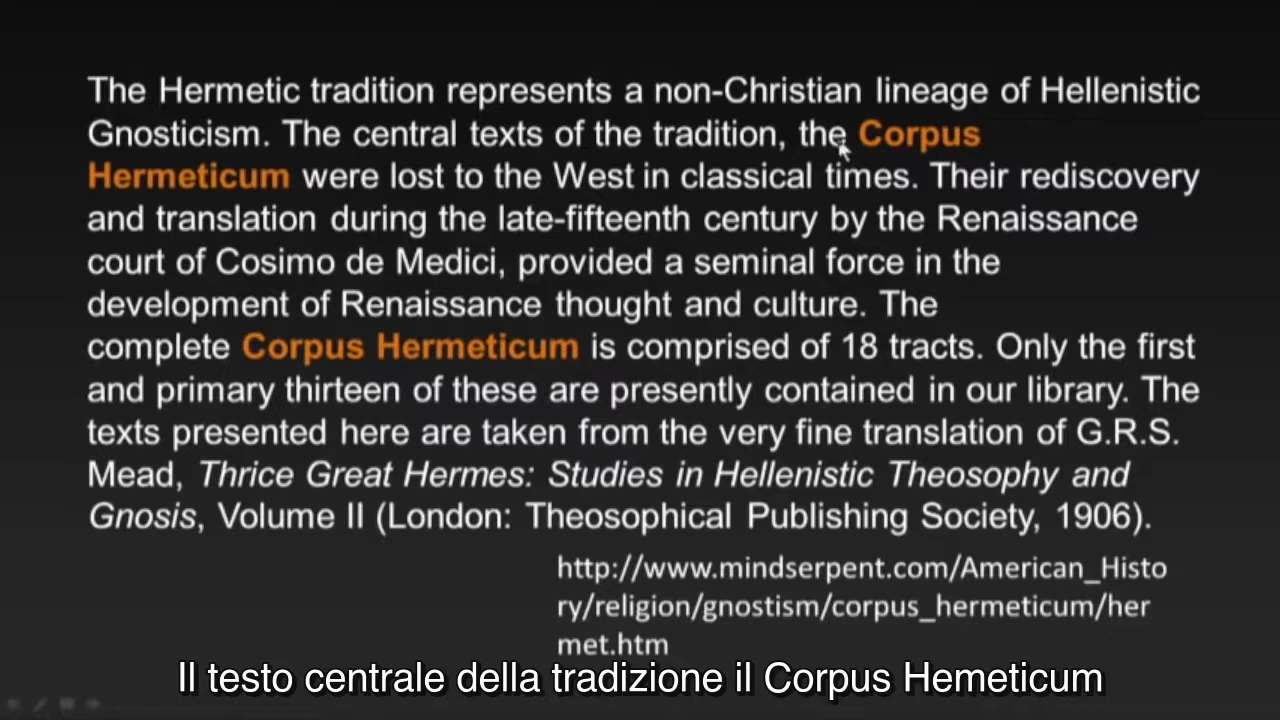 The Hermetic tradition represents a non-Christian lineage of Hellenistic
Gnosticism. The central texts of the tradition, the Corpus
Hermeticum were lost to the West in classical times. Their rediscovery
and translation during the late-fifteenth century by the Renaissance
court of Cosimo de Medici, provided a seminal force in the
development of Renaissance thought and culture. The
complete Corpus Hermeticum is comprised of 18 tracts. Only the first
and primary thirteen of these are presently contained in our library. The
texts presented here are taken from the very fine translation of G.R.S.
Mead, Thrice Great Hermes: Studies in Hellenistic Theosophy and
Gnosis, Volume II (London: Theosophical Publishing Society, 1906).
http://www.mindserpent.com/American_Histo
ry/religion/gnostism/corpus_hermeticum/her
met.htm
Il testo centrale della tradizione il Corpus Hemeticum